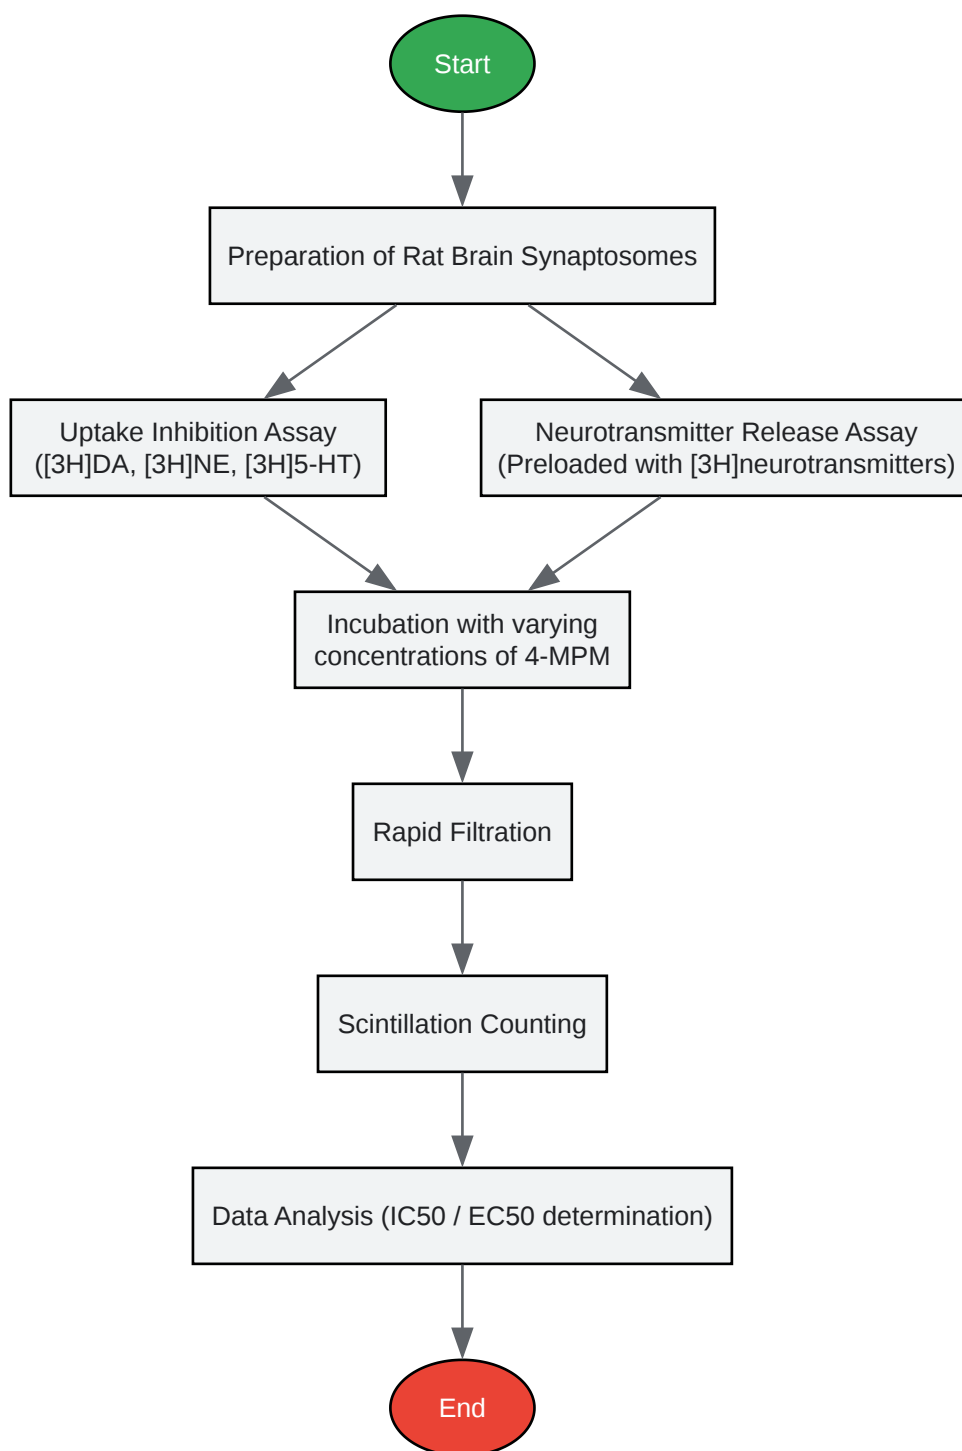 Start
Preparation of Rat Brain Synaptosomes
Uptake Inhibition Assay
([3H]DA, [3H]NE, [3H]5-HT)
Neurotransmitter Release Assay
(Preloaded with [3H]neurotransmitters)
Incubation with varying
concentrations of 4-MPM
Rapid Filtration
Scintillation Counting
Data Analysis (IC50 / EC50 determination)
End